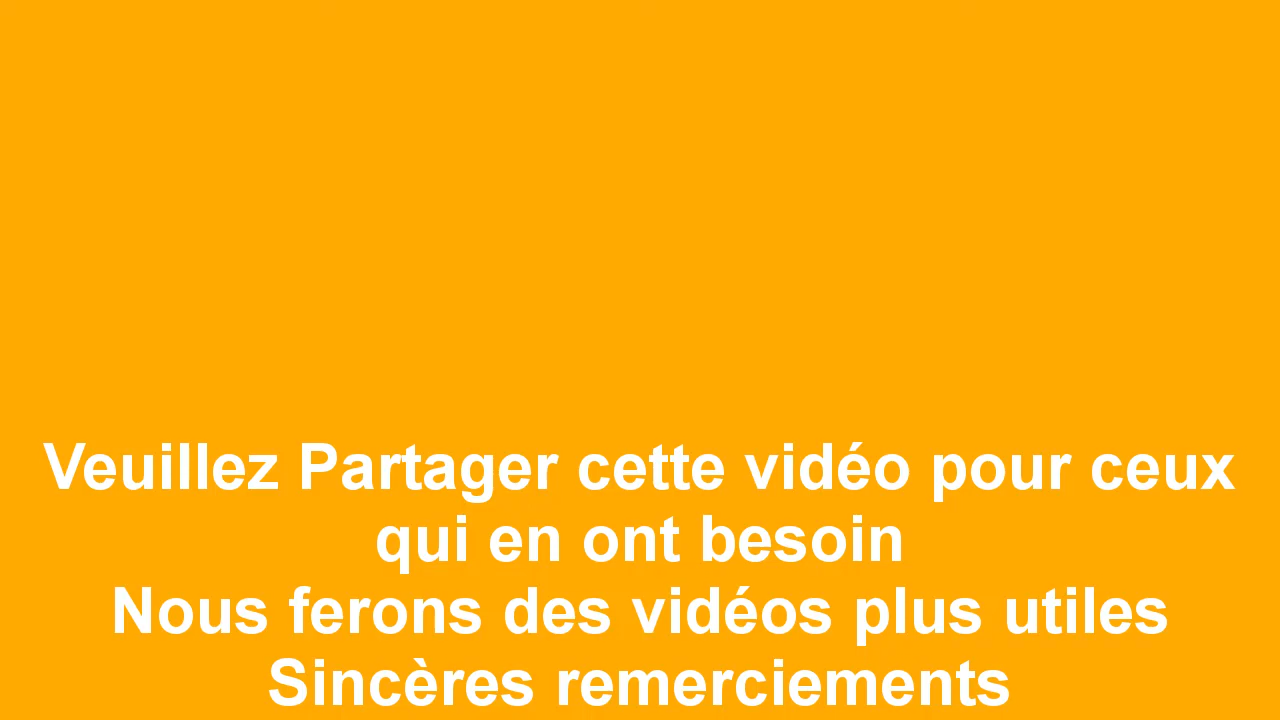 Veuillez Partager cette vidéo pour ceux
qui en ont besoin
Nous ferons des vidéos plus utiles
Sincères remerciements